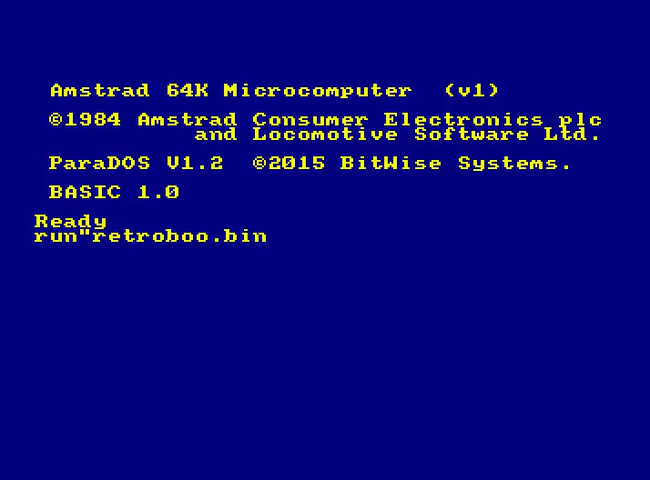 Amstrad 64K Microcomputer  (v1)
©1984 Amstrad Consumer Electronics plc
and Locomotive Software Ltd.
ParaDOS V1.2  ©2015 BitWise Systems.
BASIC 1.0
Ready
run"retroboo.bin